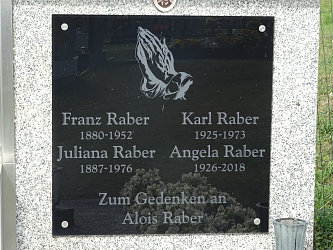 Franz Raber Karl Raber
1880-1952 1925-1973
Juliana Raber Angela Raber
1887-1976 1926-2018
Zum Gedenken an
Alois Raber